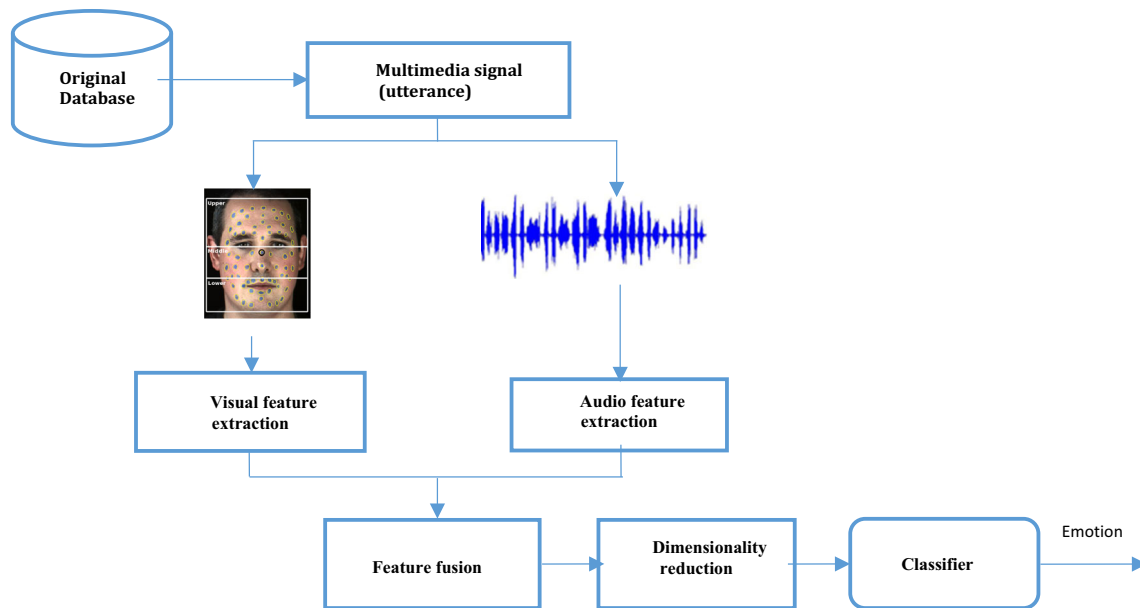 Original
Database
Multimedia signal
(utterance)
Upper
Middle
Lower
Visual feature
extraction
Audio feature
extraction
Feature fusion
Dimensionality
reduction
Classifier
Emotion